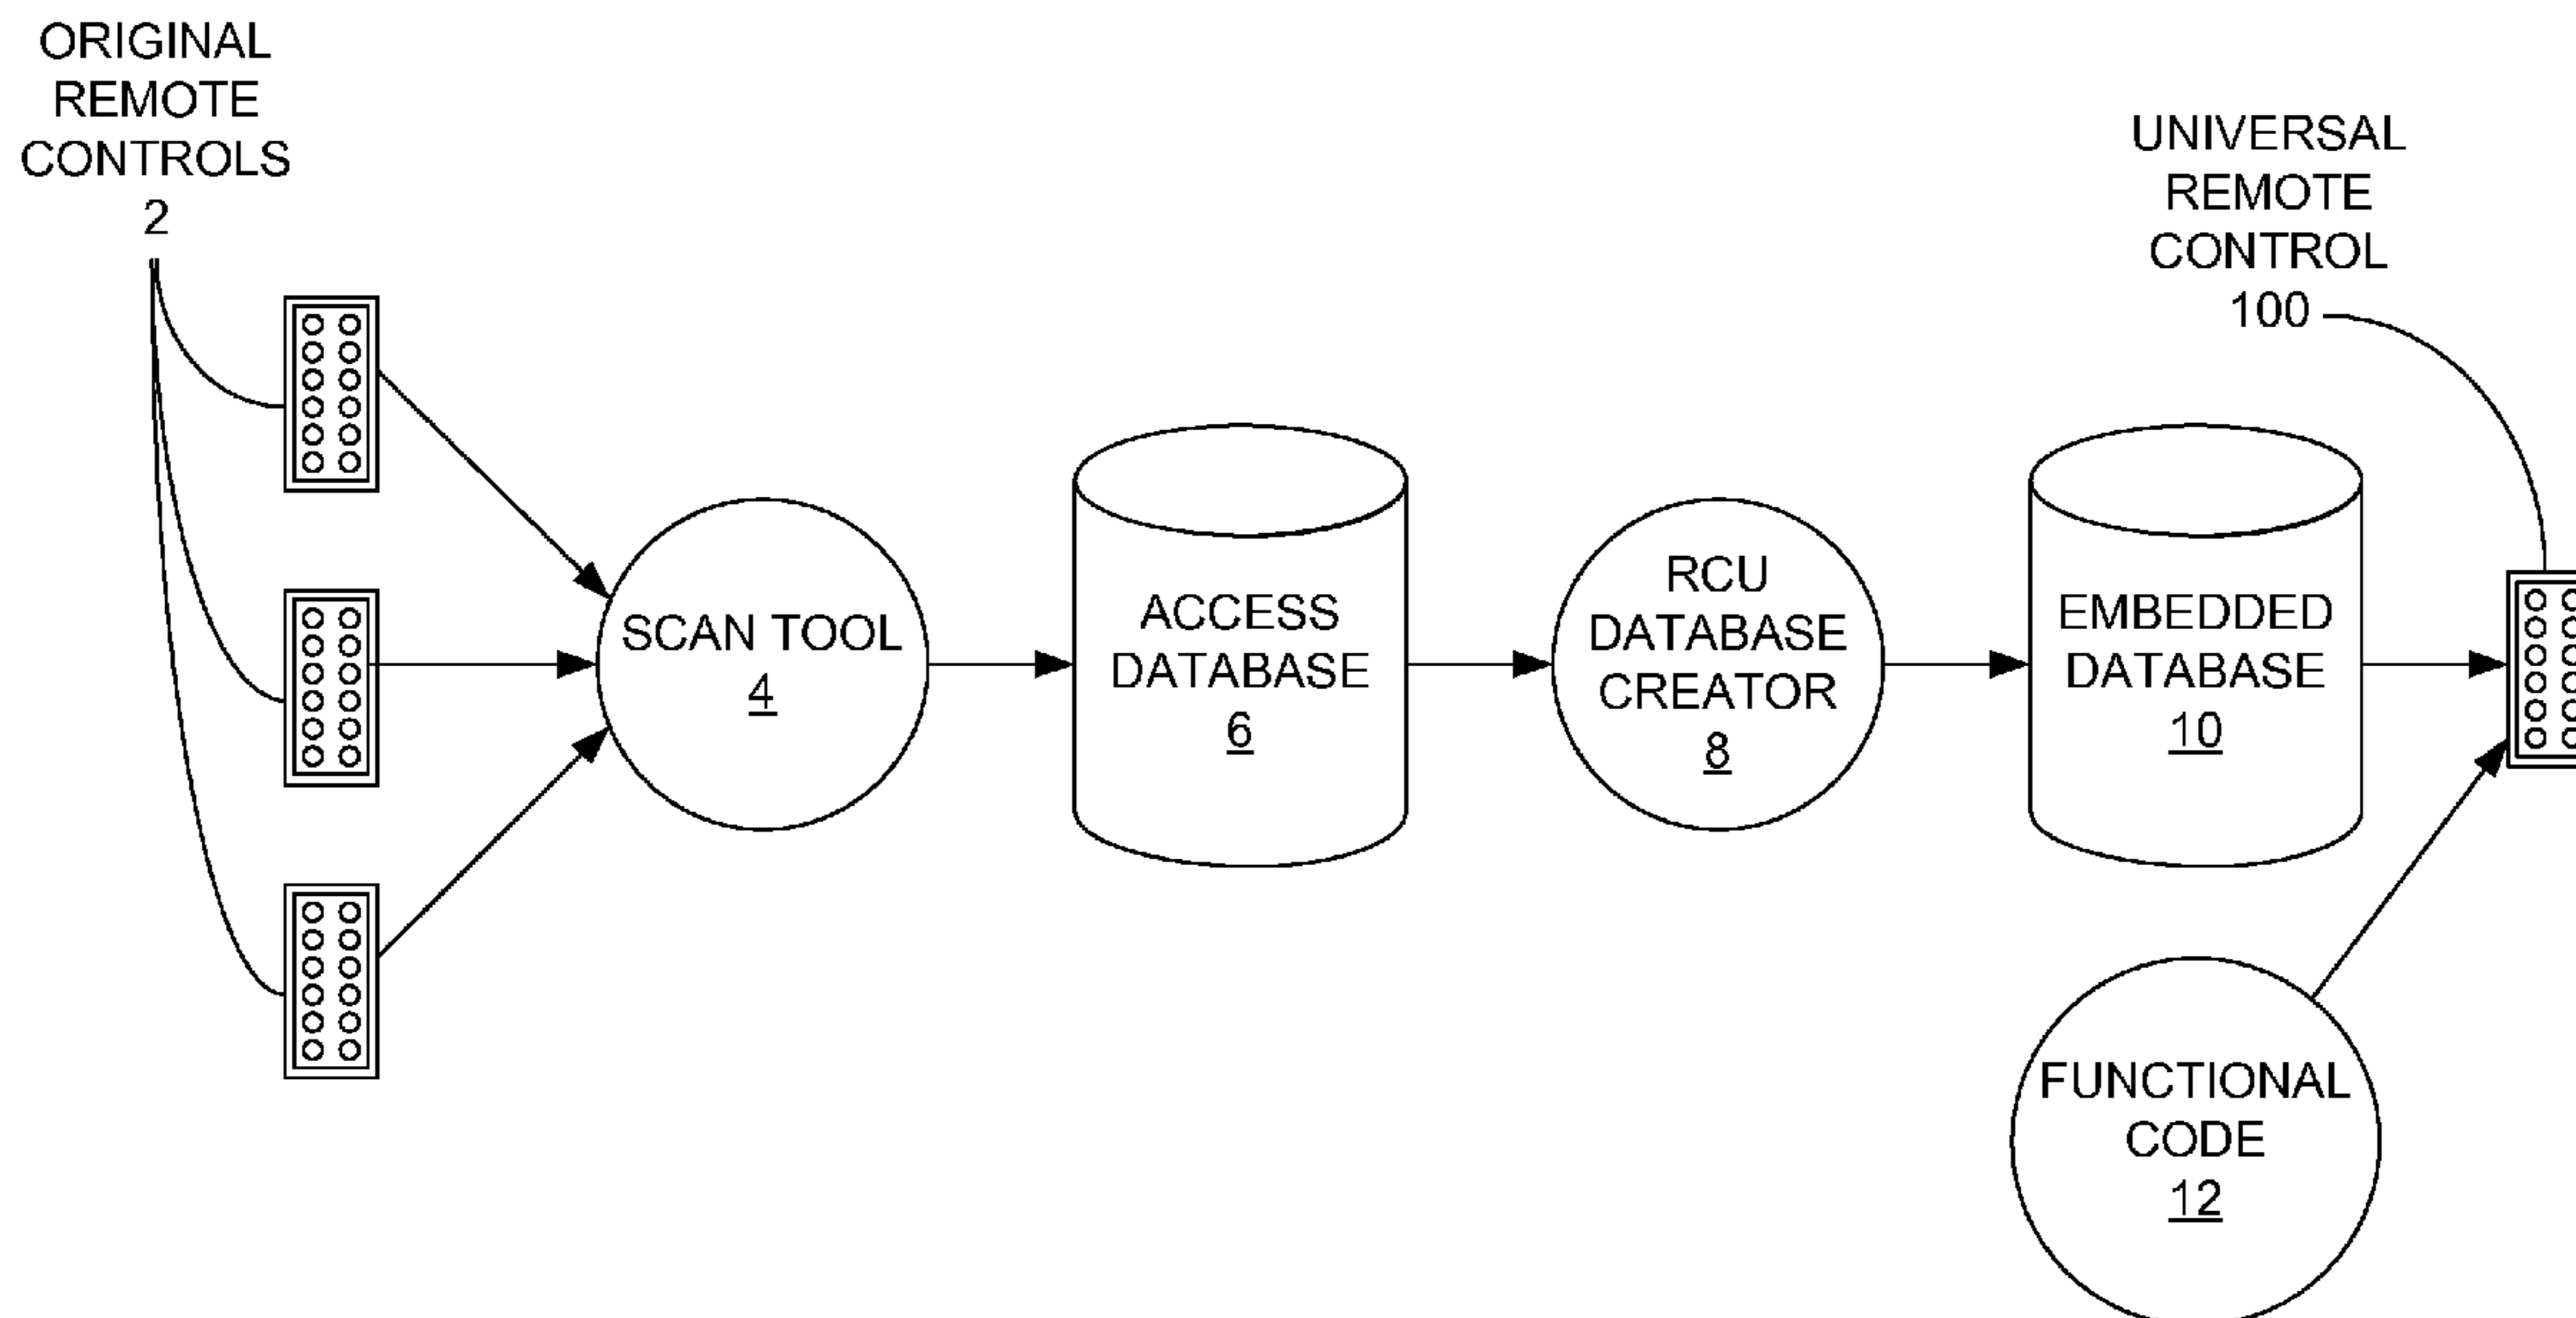 ORIGINAL
REMOTE
CONTROLS
2
UNIVERSAL
REMOTE
CONTROL
100
SCAN TOOL
4
ACCESS
DATABASE
6
RCU
DATABASE
CREATOR
8
EMBEDDED
DATABASE
10
FUNCTIONAL
CODE
12